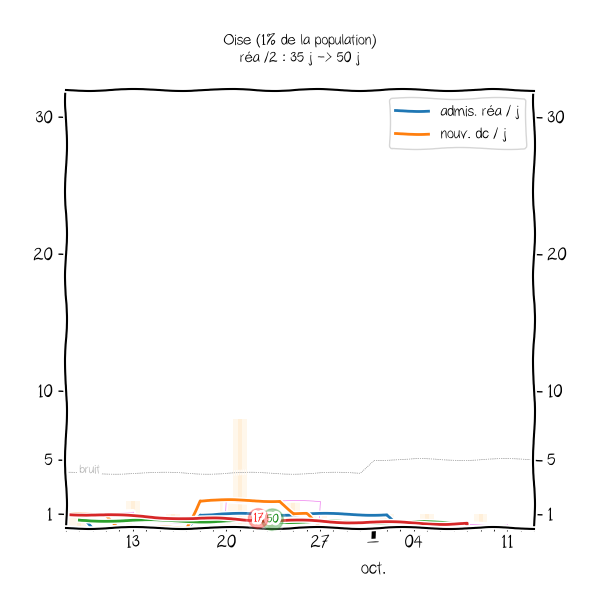 Oise (1% de la population)
réa /2 : 35 j -> 50 j
admis. réa / j
nouv. dc / j
30 30
20 20
10 10
5 5
bruit
1 1
17 50
13 20 27 1 04 11
oct.